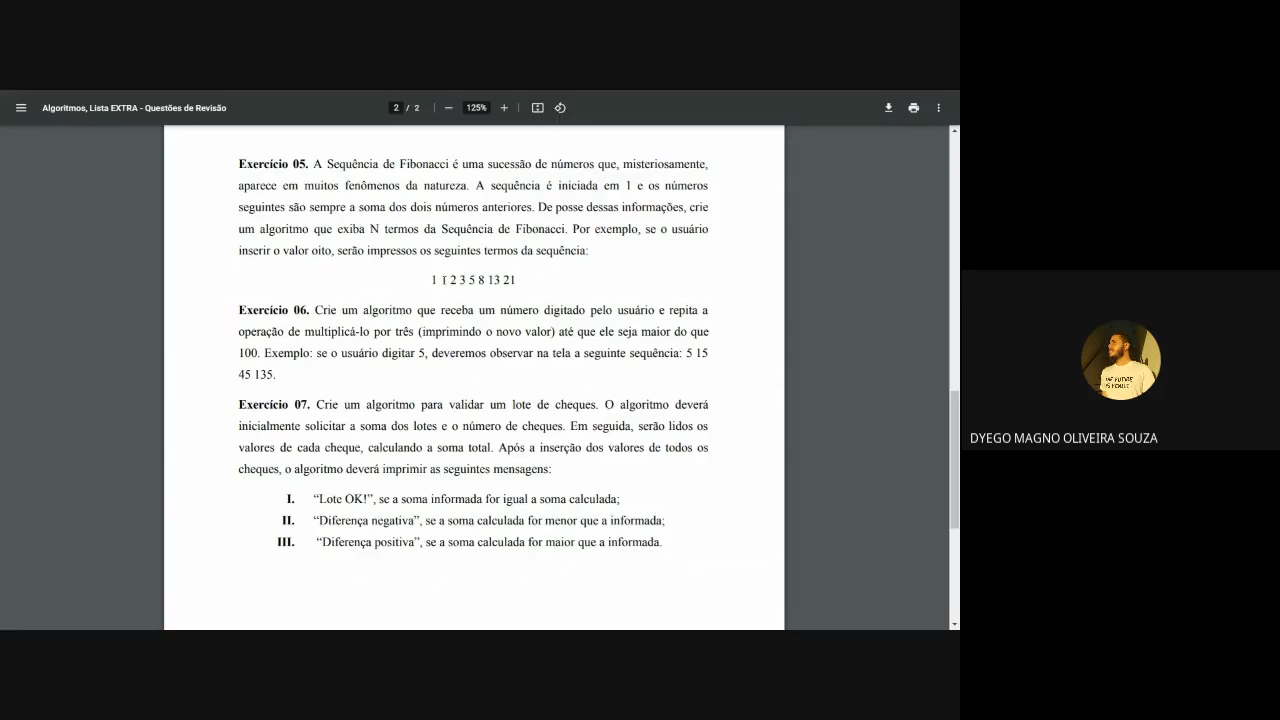 Algoritmos, Lista EXTRA - Questões de Revisão
2 / 2
125%
Exercício 05. A Sequência de Fibonacci é uma sucessão de números que, misteriosamente,
aparece em muitos fenômenos da natureza. A sequência é iniciada em 1 e os números
seguintes são sempre a soma dos dois números anteriores. De posse dessas informações, crie
um algoritmo que exiba N termos da Sequência de Fibonacci. Por exemplo, se o usuário
inserir o valor oito, serão impressos os seguintes termos da sequência:
1 1 2 3 5 8 13 21
Exercício 06. Crie um algoritmo que receba um número digitado pelo usuário e repita a
operação de multiplicá-lo por três (imprimindo o novo valor) até que ele seja maior do que
100. Exemplo: se o usuário digitar 5, deveremos observar na tela a seguinte sequência: 5 15
45 135.
Exercício 07. Crie um algoritmo para validar um lote de cheques. O algoritmo deverá
inicialmente solicitar a soma dos lotes e o número de cheques. Em seguida, serão lidos os
valores de cada cheque, calculando a soma total. Após a inserção dos valores de todos os
cheques, o algoritmo deverá imprimir as seguintes mensagens:
I. “Lote OK!”, se a soma informada for igual a soma calculada;
II. “Diferença negativa”, se a soma calculada for menor que a informada;
III. “Diferença positiva”, se a soma calculada for maior que a informada.
DYEGO MAGNO OLIVEIRA SOUZA